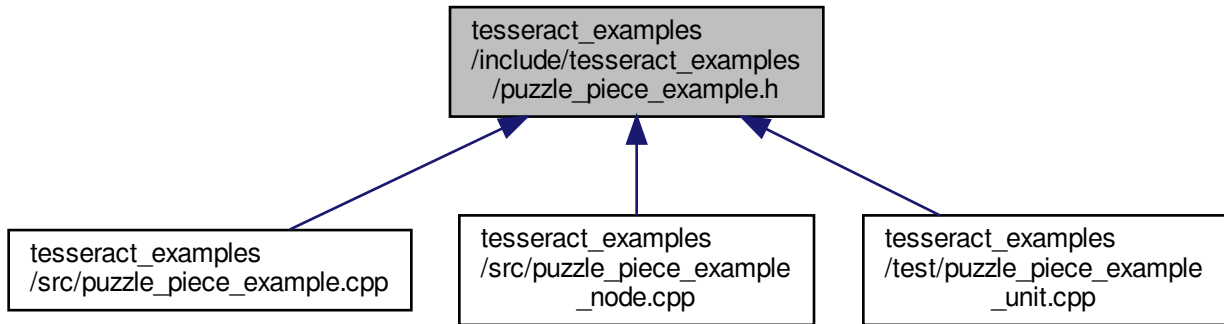 tesseract_examples
/include/tesseract_examples
/puzzle_piece_example.h
tesseract_examples
/src/puzzle_piece_example.cpp
tesseract_examples
/src/puzzle_piece_example
_node.cpp
tesseract_examples
/test/puzzle_piece_example
_unit.cpp